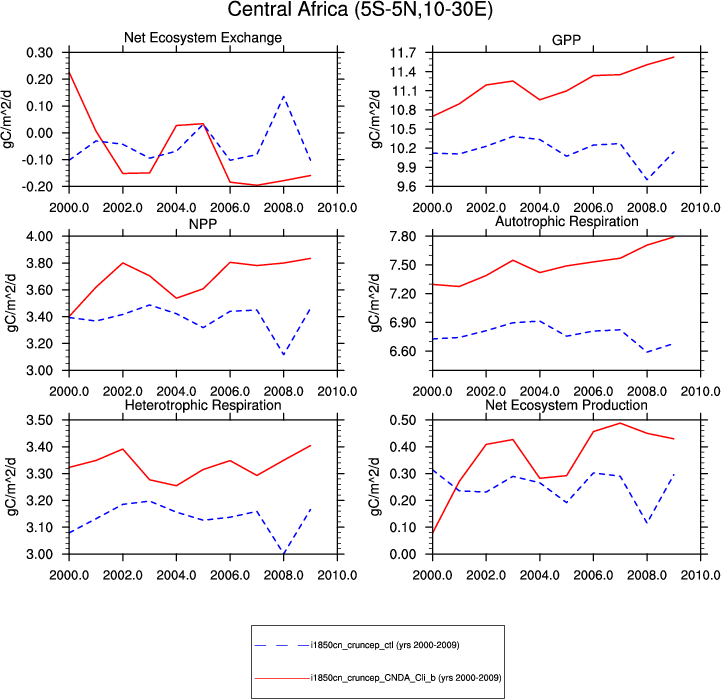 Central Africa (5S-5N,10-30E)
Net Ecosystem Exchange
gC/m^2/d
0.30
0.20
0.10
0.00
-0.10
-0.20
2000.0 2002.0 2004.0 2006.0 2008.0 2010.0
GPP
gC/m^2/d
11.7
11.4
11.1
10.8
10.5
10.2
9.9
9.6
2000.0 2002.0 2004.0 2006.0 2008.0 2010.0
NPP
gC/m^2/d
4.00
3.80
3.60
3.40
3.20
3.00
2000.0 2002.0 2004.0 2006.0 2008.0 2010.0
Autotrophic Respiration
gC/m^2/d
7.80
7.50
7.20
6.90
6.60
2000.0 2002.0 2004.0 2006.0 2008.0 2010.0
Heterotrophic Respiration
gC/m^2/d
3.50
3.40
3.30
3.20
3.10
3.00
2000.0 2002.0 2004.0 2006.0 2008.0 2010.0
Net Ecosystem Production
gC/m^2/d
0.50
0.40
0.30
0.20
0.10
0.00
2000.0 2002.0 2004.0 2006.0 2008.0 2010.0
i1850cn_cruncep_ctl (yrs 2000-2009)
i1850cn_cruncep_CNDA_Cli_b (yrs 2000-2009)